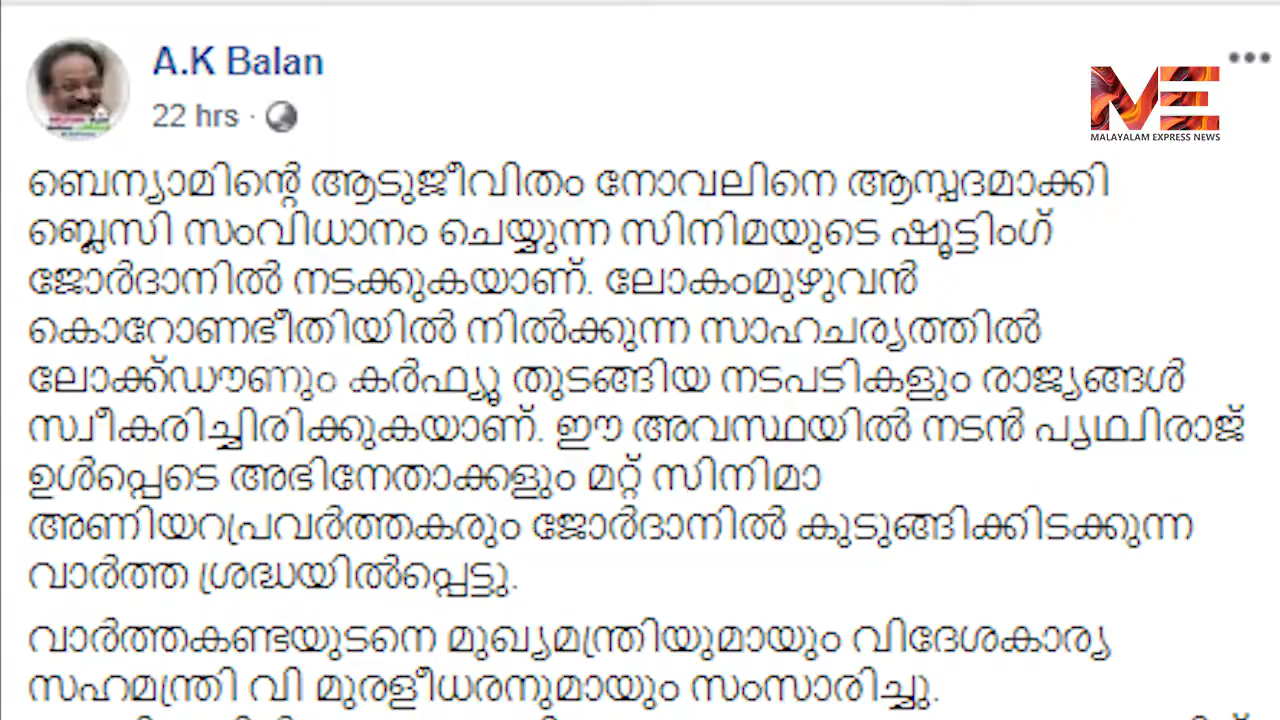 A.K Balan
22 hrs ·
MALAYALAM EXPRESS NEWS
ബെന്യാമിന്റെ ആടുജീവിതം നോവലിനെ ആസ്പദമാക്കി
ബ്ലെസി സംവിധാനം ചെയ്യുന്ന സിനിമയുടെ ഷൂട്ടിംഗ്
ജോർദാനിൽ നടക്കുകയാണ്. ലോകംമുഴുവൻ
കൊറോണഭീതിയിൽ നിൽക്കുന്ന സാഹചര്യത്തിൽ
ലോക്ക്ഡൗണും കർഫ്യൂ തുടങ്ങിയ നടപടികളും രാജ്യങ്ങൾ
സ്വീകരിച്ചിരിക്കുകയാണ്. ഈ അവസ്ഥയിൽ നടൻ പൃഥ്വിരാജ്
ഉൾപ്പെടെ അഭിനേതാക്കളും മറ്റ് സിനിമാ
അണിയറപ്രവർത്തകരും ജോർദാനിൽ കുടുങ്ങിക്കിടക്കുന്ന
വാർത്ത ശ്രദ്ധയിൽപ്പെട്ടു.
വാർത്തകണ്ടയുടനെ മുഖ്യമന്ത്രിയുമായും വിദേശകാര്യ
സഹമന്ത്രി വി മുരളീധരനുമായും സംസാരിച്ചു.